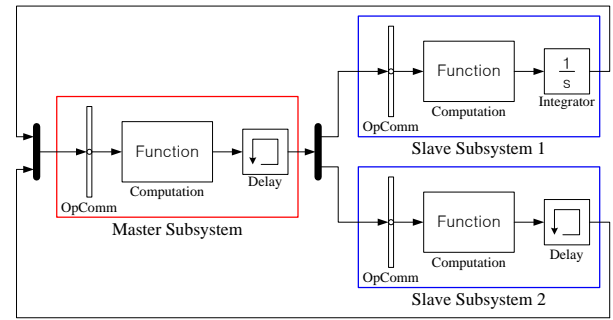 Function
OpComm
Computation
Delay
Master Subsystem
Function
1
s
OpComm
Computation
Integrator
Slave Subsystem 1
Function
OpComm
Computation
Delay
Slave Subsystem 2